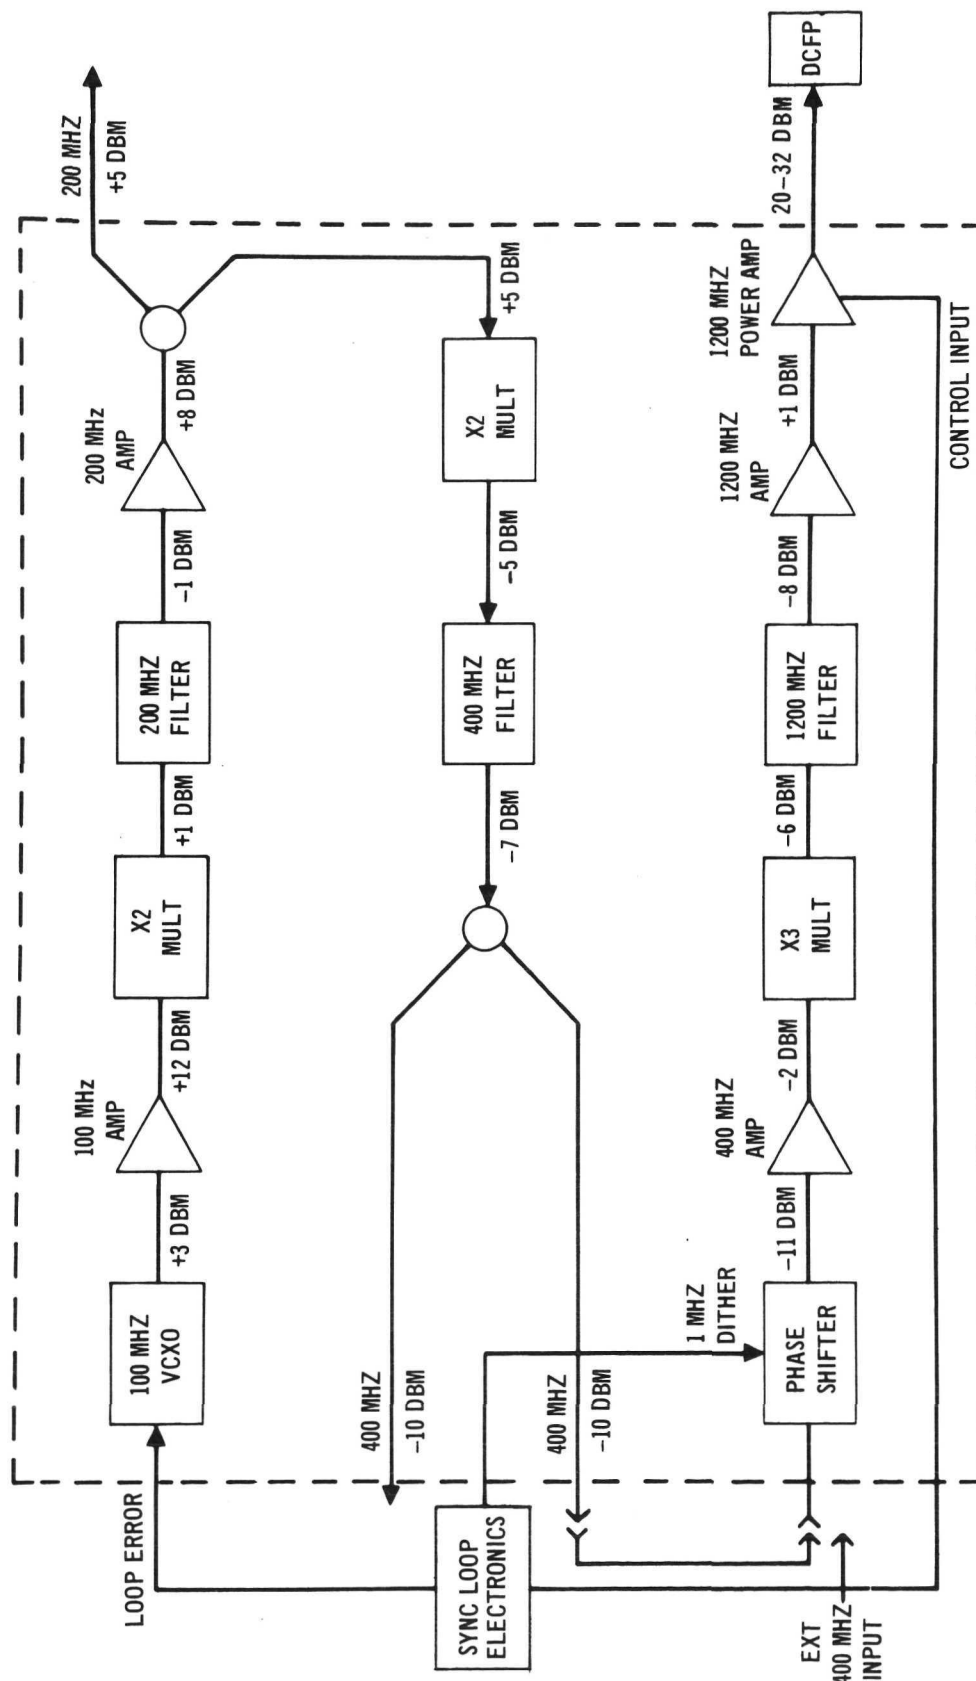 LOOP ERROR
100 MHZ
VCXO
+3 DBM
100 MHz
AMP
+12 DBM
X2
MULT
+1 DBM
200 MHZ
FILTER
-1 DBM
200 MHz
AMP
+8 DBM
200 MHZ
+5 DBM
+5 DBM
X2
MULT
-5 DBM
400 MHZ
FILTER
-7 DBM
400 MHZ
-10 DBM
400 MHZ
-10 DBM
SYNC LOOP
ELECTRONICS
1 MHZ
DITHER
EXT
400 MHZ
INPUT
PHASE
SHIFTER
-11 DBM
400 MHZ
AMP
-2 DBM
X3
MULT
-6 DBM
1200 MHZ
FILTER
-8 DBM
1200 MHZ
AMP
+1 DBM
1200 MHZ
POWER AMP
20-32 DBM
DCFP
CONTROL INPUT